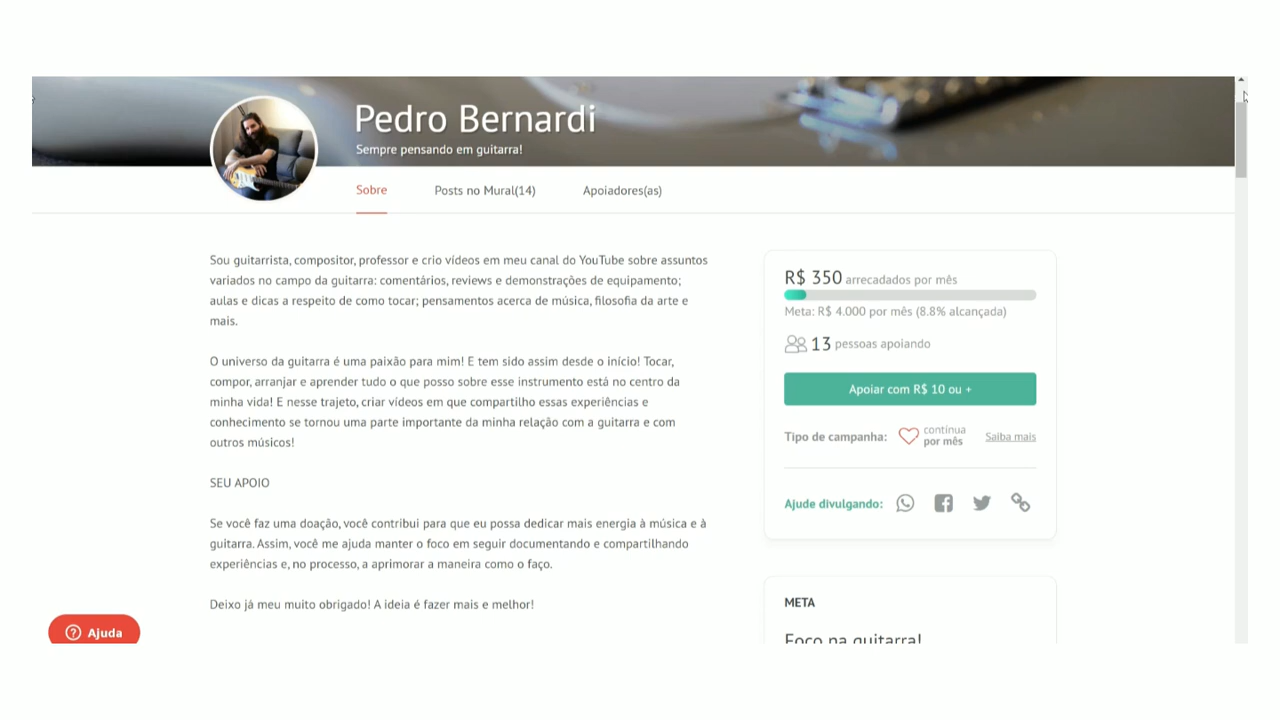 Pedro Bernardi
Sempre pensando em guitarra!
Sobre
Posts no Mural(14)
Apoiadores(as)
Sou guitarrista, compositor, professor e crio vídeos em meu canal do YouTube sobre assuntos
variados no campo da guitarra: comentários, reviews e demonstrações de equipamento;
aulas e dicas a respeito de como tocar; pensamentos acerca de música, filosofia da arte e
mais.
O universo da guitarra é uma paixão para mim! E tem sido assim desde o início! Tocar,
compor, arranjar e aprender tudo o que posso sobre esse instrumento está no centro da
minha vida! E nesse trajeto, criar vídeos em que compartilho essas experiências e
conhecimento se tornou uma parte importante da minha relação com a guitarra e com
outros músicos!
SEU APOIO
Se você faz uma doação, você contribui para que eu possa dedicar mais energia à música e à
guitarra. Assim, você me ajuda manter o foco em seguir documentando e compartilhando
experiências e, no processo, a aprimorar a maneira como o faço.
Deixo já meu muito obrigado! A ideia é fazer mais e melhor!
R$ 350 arrecadados por mês
Meta: R$ 4.000 por mês (8.8% alcançada)
13 pessoas apoiando
Apoiar com R$ 10 ou +
Tipo de campanha:
contínua
por mês
Saiba mais
Ajude divulgando:
META
Foco na guitarra!
Ajuda